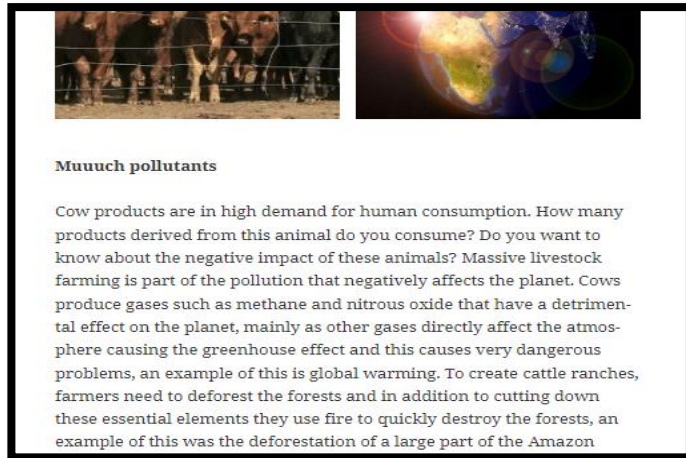 Muuuch pollutants
Cow products are in high demand for human consumption. How many
products derived from this animal do you consume? Do you want to
know about the negative impact of these animals? Massive livestock
farming is part of the pollution that negatively affects the planet. Cows
produce gases such as methane and nitrous oxide that have a detrimen-
tal effect on the planet, mainly as other gases directly affect the atmos-
phere causing the greenhouse effect and this causes very dangerous
problems, an example of this is global warming. To create cattle ranches,
farmers need to deforest the forests and in addition to cutting down
these essential elements they use fire to quickly destroy the forests, an
example of this was the deforestation of a large part of the Amazon